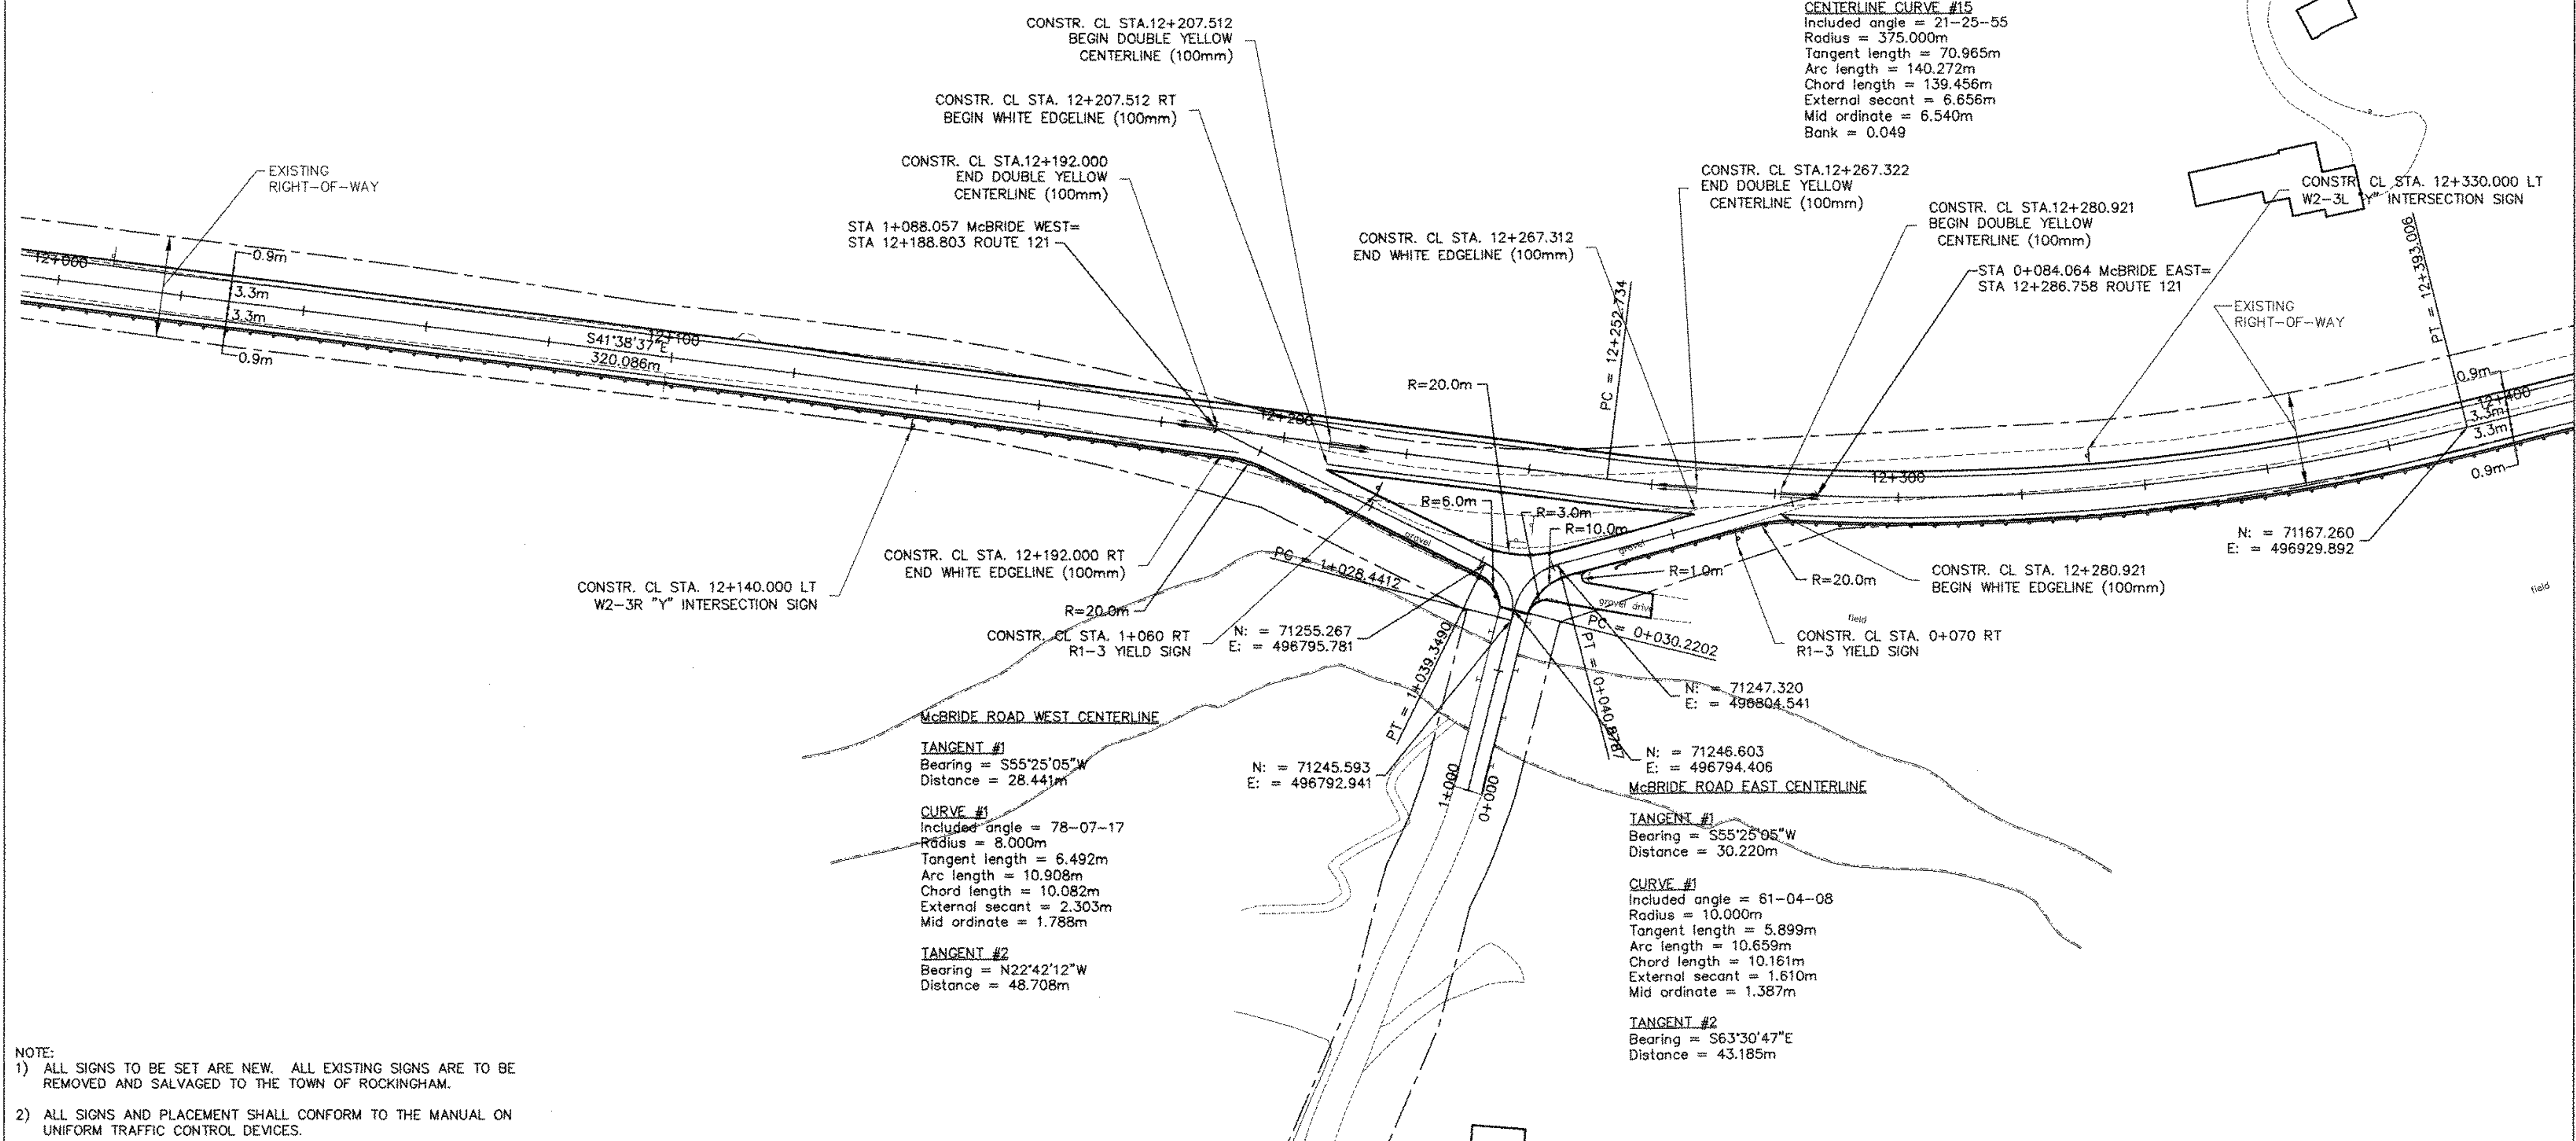 CENTERLINE CURVE #15
Included angle = 21-25-55
Radius = 375.000m
Tangent length = 70.965m
Arc length = 140.272m
Chord length = 139.456m
External secant = 6.656m
Mid ordinate = 6.540m
Bank = 0.049
CONSTR. CL STA.12+207.512
BEGIN DOUBLE YELLOW
CENTERLINE (100mm)
CONSTR. CL STA. 12+207.512 RT
BEGIN WHITE EDGELINE (100mm)
CONSTR. CL STA.12+192.000
END DOUBLE YELLOW
CENTERLINE (100mm)
STA 1+088.057 McBRIDE WEST=
STA 12+188.803 ROUTE 121
EXISTING
RIGHT-OF-WAY
CONSTR. CL STA. 12+267.312
END WHITE EDGELINE (100mm)
CONSTR. CL STA.12+267.322
END DOUBLE YELLOW
CENTERLINE (100mm)
CONSTR. CL STA.12+280.921
BEGIN DOUBLE YELLOW
CENTERLINE (100mm)
STA 0+084.064 McBRIDE EAST=
STA 12+286.758 ROUTE 121
CONSTR. CL STA. 12+330.000 LT
W2-3L "Y" INTERSECTION SIGN
EXISTING
RIGHT-OF-WAY
PT = 12+393.006
PC = 12+252.734
12+000
0.9m
3.3m
3.3m
0.9m
12+100
S41°38'37"E
320.086m
12+200
12+300
12+400
0.9m
3.3m
3.3m
0.9m
R=20.0m
R=6.0m
R=3.0m
R=10.0m
gravel
gravel
R=1.0m
gravel drive
R=20.0m
field
field
N: = 71167.260
E: = 496929.892
CONSTR. CL STA. 12+280.921
BEGIN WHITE EDGELINE (100mm)
CONSTR. CL STA. 0+070 RT
R1-3 YIELD SIGN
CONSTR. CL STA. 12+192.000 RT
END WHITE EDGELINE (100mm)
CONSTR. CL STA. 12+140.000 LT
W2-3R "Y" INTERSECTION SIGN
R=20.0m
CONSTR. CL STA. 1+060 RT
R1-3 YIELD SIGN
PC = 1+028.4412
PT = 1+039.3490
N: = 71255.267
E: = 496795.781
PC = 0+030.2202
PT = 0+040.8787
N: = 71247.320
E: = 496804.541
N: = 71246.603
E: = 496794.406
N: = 71245.593
E: = 496792.941
1+000
0+000
McBRIDE ROAD WEST CENTERLINE
TANGENT #1
Bearing = S55°25'05"W
Distance = 28.441m
CURVE #1
Included angle = 78-07-17
Radius = 8.000m
Tangent length = 6.492m
Arc length = 10.908m
Chord length = 10.082m
External secant = 2.303m
Mid ordinate = 1.788m
TANGENT #2
Bearing = N22°42'12"W
Distance = 48.708m
McBRIDE ROAD EAST CENTERLINE
TANGENT #1
Bearing = S55°25'05"W
Distance = 30.220m
CURVE #1
Included angle = 61-04-08
Radius = 10.000m
Tangent length = 5.899m
Arc length = 10.659m
Chord length = 10.161m
External secant = 1.610m
Mid ordinate = 1.387m
TANGENT #2
Bearing = S63°30'47"E
Distance = 43.185m
NOTE:
1) ALL SIGNS TO BE SET ARE NEW. ALL EXISTING SIGNS ARE TO BE
REMOVED AND SALVAGED TO THE TOWN OF ROCKINGHAM.
2) ALL SIGNS AND PLACEMENT SHALL CONFORM TO THE MANUAL ON
UNIFORM TRAFFIC CONTROL DEVICES.